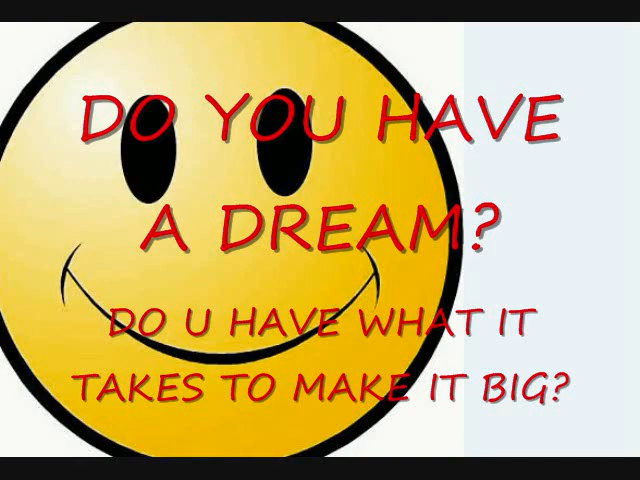 DO YOU HAVE
A DREAM?
DO U HAVE WHAT IT
TAKES TO MAKE IT BIG?